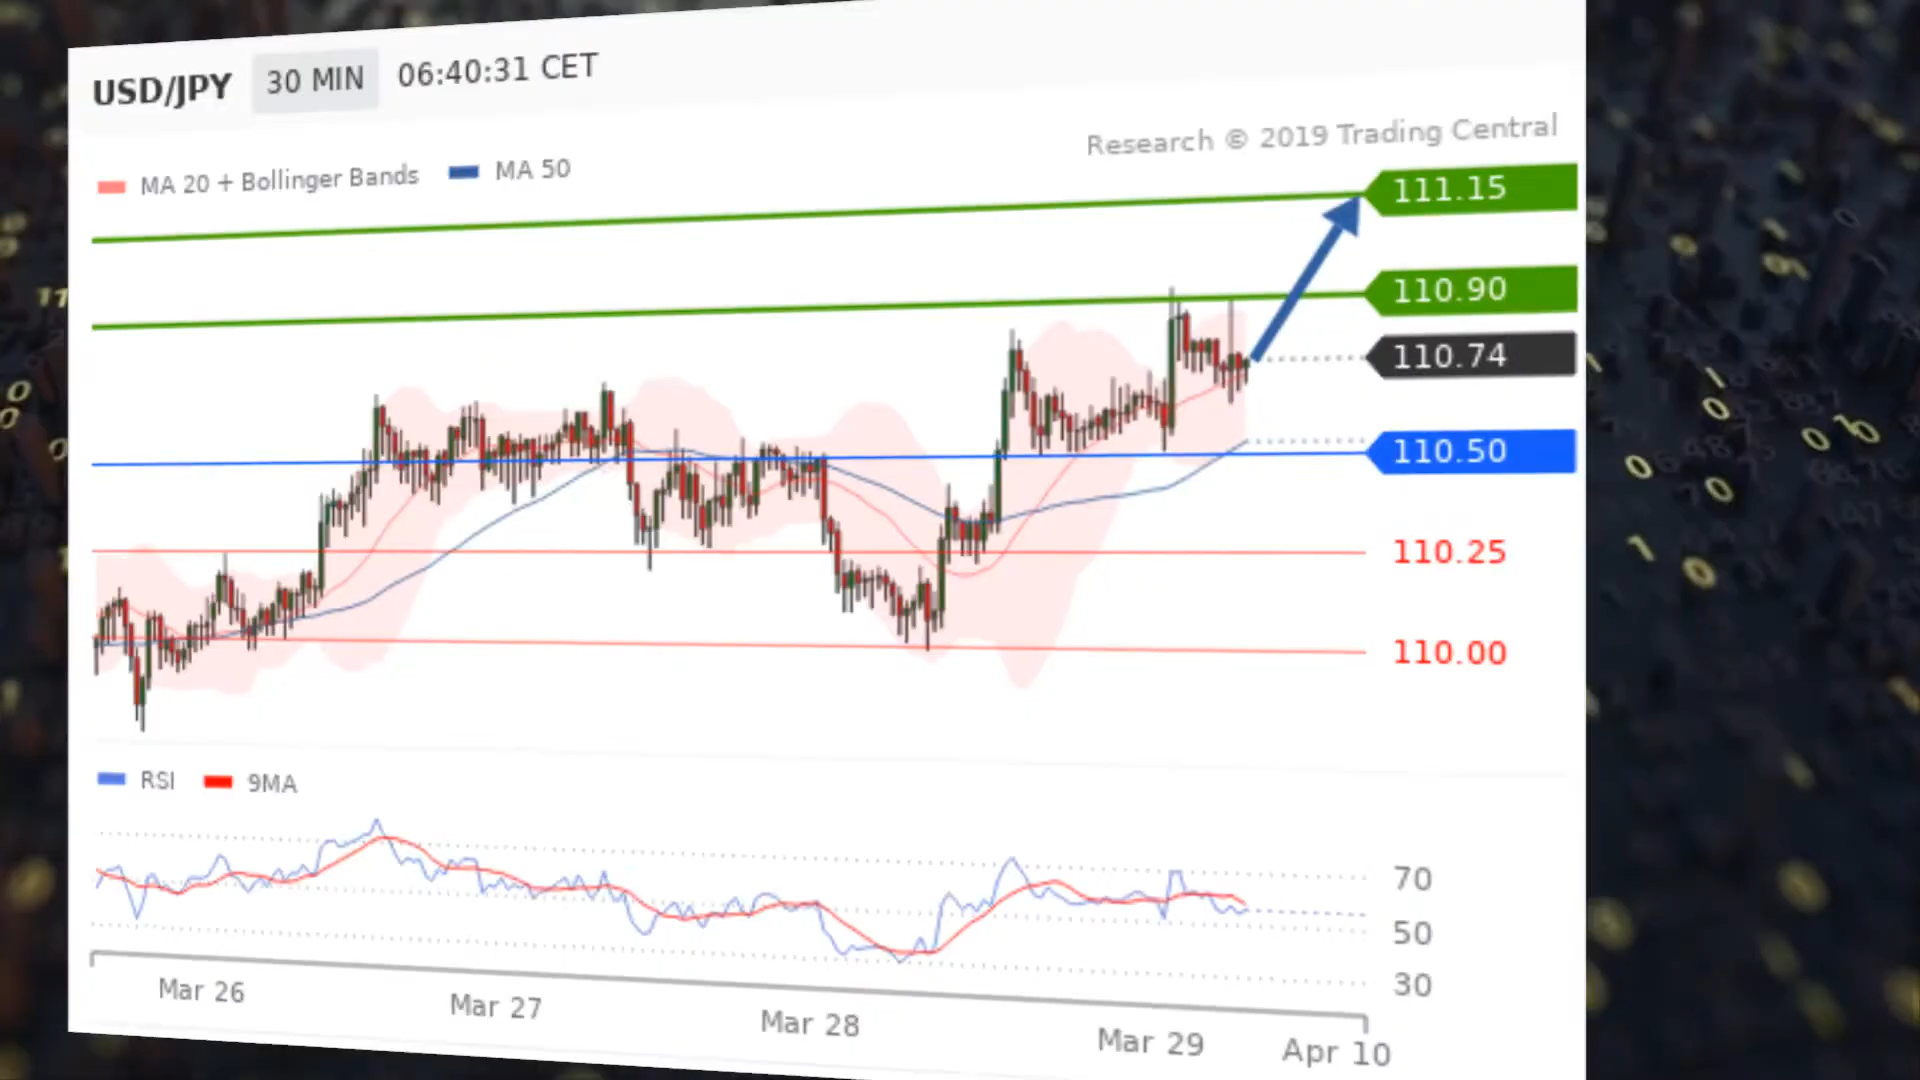 USD/JPY 30 MIN 06:40:31 CET
Research © 2019 Trading Central
MA 20 + Bollinger Bands MA 50
111.15
110.90
110.74
110.50
110.25
110.00
RSI 9MA
70
50
30
Mar 26 Mar 27 Mar 28 Mar 29 Apr 10